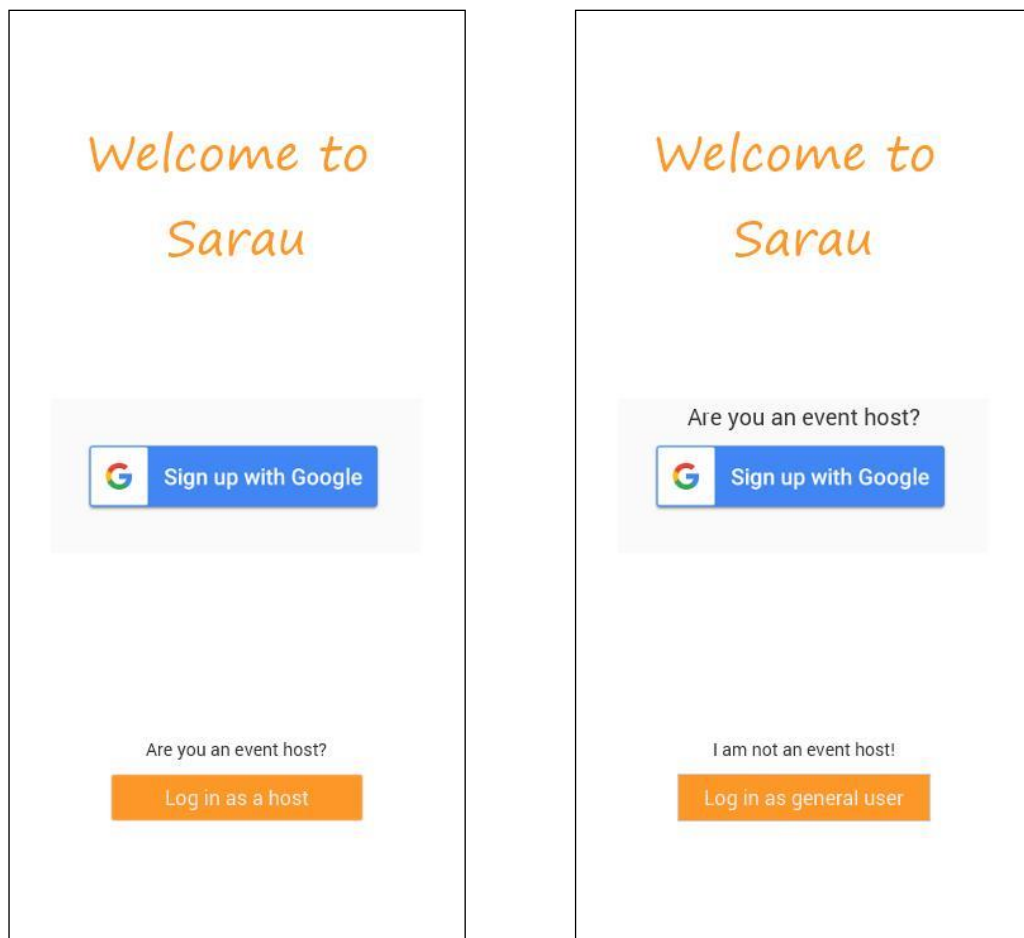 Welcome to
Sarau
Sign up with Google
Are you an event host?
Log in as a host
Welcome to
Sarau
Are you an event host?
Sign up with Google
I am not an event host!
Log in as general user